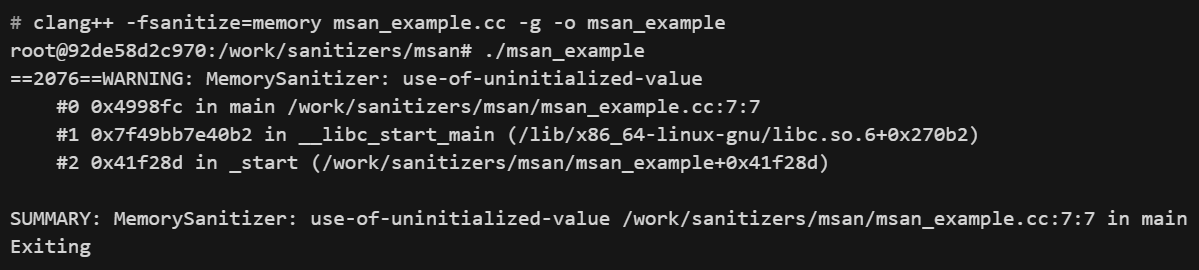 # clang++ -fsanitize=memory msan_example.cc -g -o msan_example
root@92de58d2c970:/work/sanitizers/msan# ./msan_example
==2076==WARNING: MemorySanitizer: use-of-uninitialized-value
    #0 0x4998fc in main /work/sanitizers/msan/msan_example.cc:7:7
    #1 0x7f49bb7e40b2 in __libc_start_main (/lib/x86_64-linux-gnu/libc.so.6+0x270b2)
    #2 0x41f28d in _start (/work/sanitizers/msan/msan_example+0x41f28d)

SUMMARY: MemorySanitizer: use-of-uninitialized-value /work/sanitizers/msan/msan_example.cc:7:7 in main
Exiting